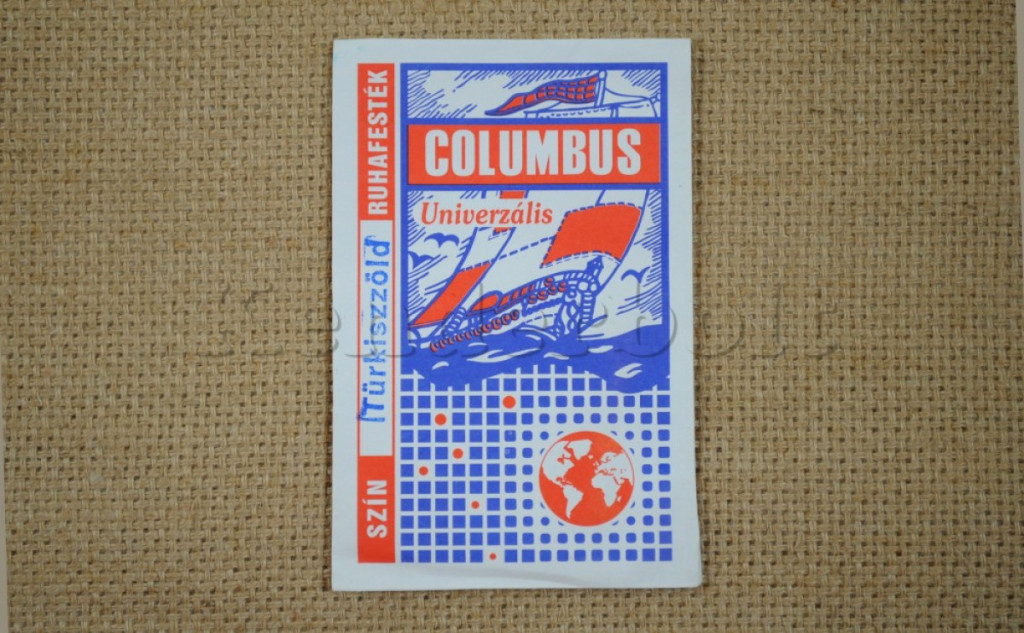 COLUMBUS
Univerzális
RUHAFESTÉK
Türkiszzöld
SZÍN